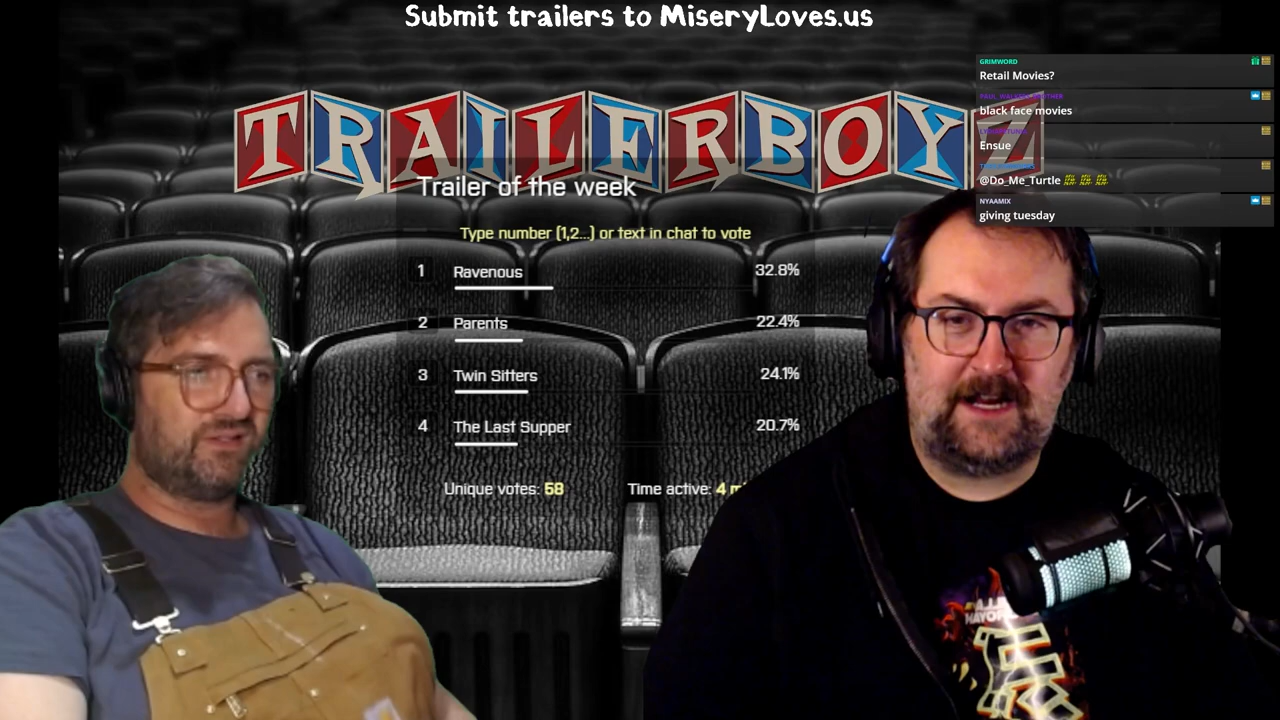 Submit trailers to MiseryLoves.us
TRAILERBOYZ
GRIMWORD
Retail Movies?
black face movies
Ensue
@Do_Me_Turtle
NYAAMIX
giving tuesday
Trailer of the week
Type number (1,2...) or text in chat to vote
1 Ravenous 32.8%
2 Parents 22.4%
3 Twin Sitters 24.1%
4 The Last Supper 20.7%
Unique votes: 58 Time active: 4